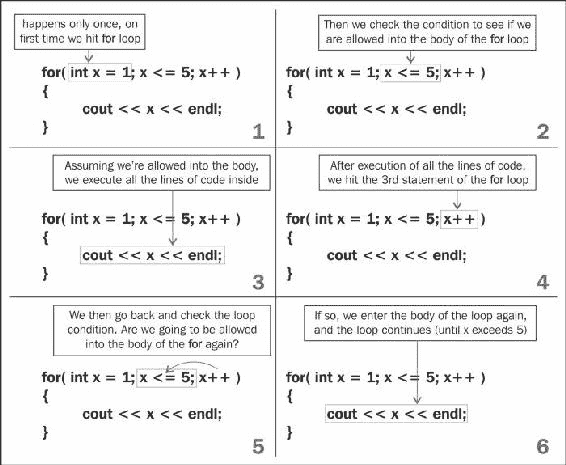 happens only once, on
first time we hit for loop
for( int x = 1; x <= 5; x++ )
{
cout << x << endl;
}
1
Then we check the condition to see if we
are allowed into the body of the for loop
for( int x = 1; x <= 5; x++ )
{
cout << x << endl;
}
2
Assuming we're allowed into the body,
we execute all the lines of code inside
for( int x = 1; x <= 5; x++ )
{
cout << x << endl;
}
3
After execution of all the lines of code,
we hit the 3rd statement of the for loop
for( int x = 1; x <= 5; x++ )
{
cout << x << endl;
}
4
We then go back and check the loop
condition. Are we going to be allowed
into the body of the for again?
for( int x = 1; x <= 5; x++ )
{
cout << x << endl;
}
5
If so, we enter the body of the loop again,
and the loop continues (until x exceeds 5)
for( int x = 1; x <= 5; x++ )
{
cout << x << endl;
}
6